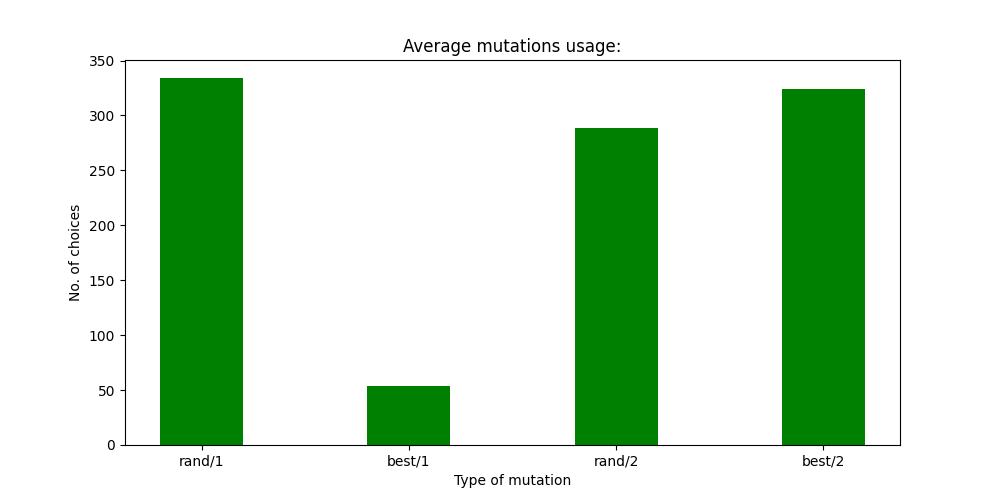 Average mutations usage:
350
300
250
200
150
100
50
0
No. of choices
rand/1
best/1
rand/2
best/2
Type of mutation